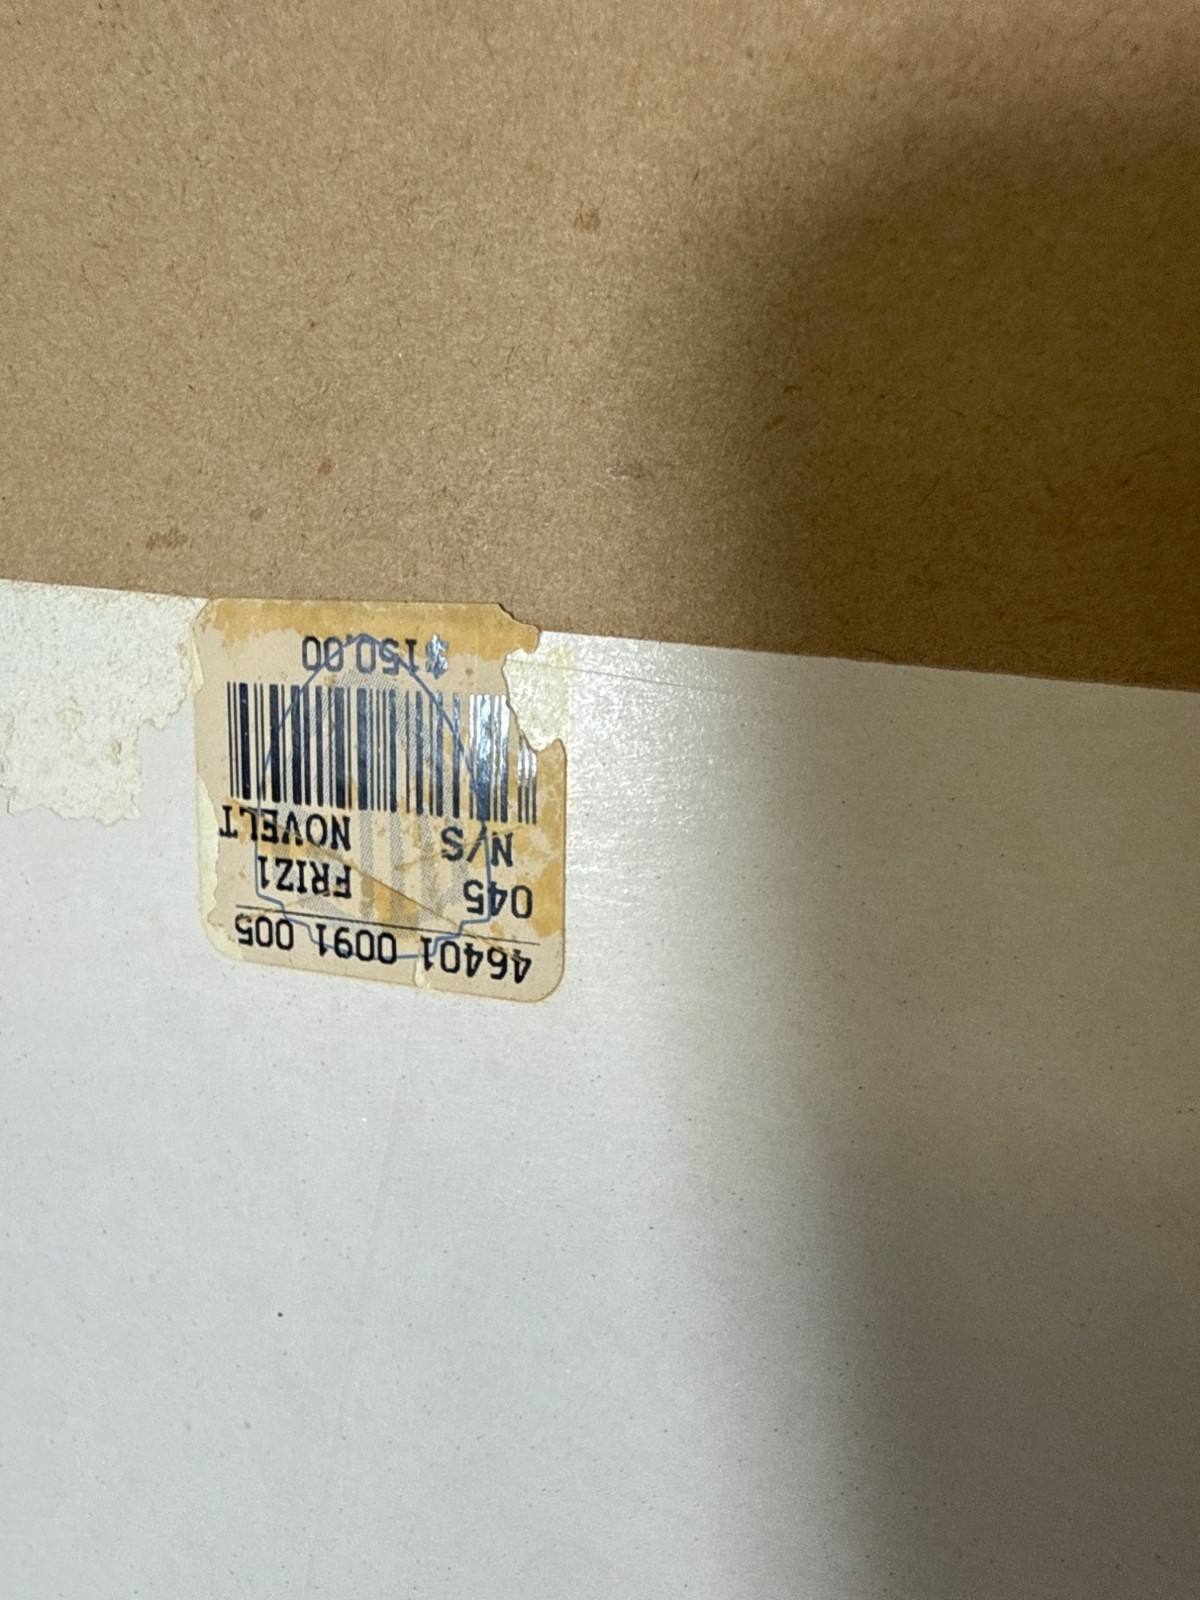 46401 0091 005
045 FRIZ1
N/S NOVELT
$150.00